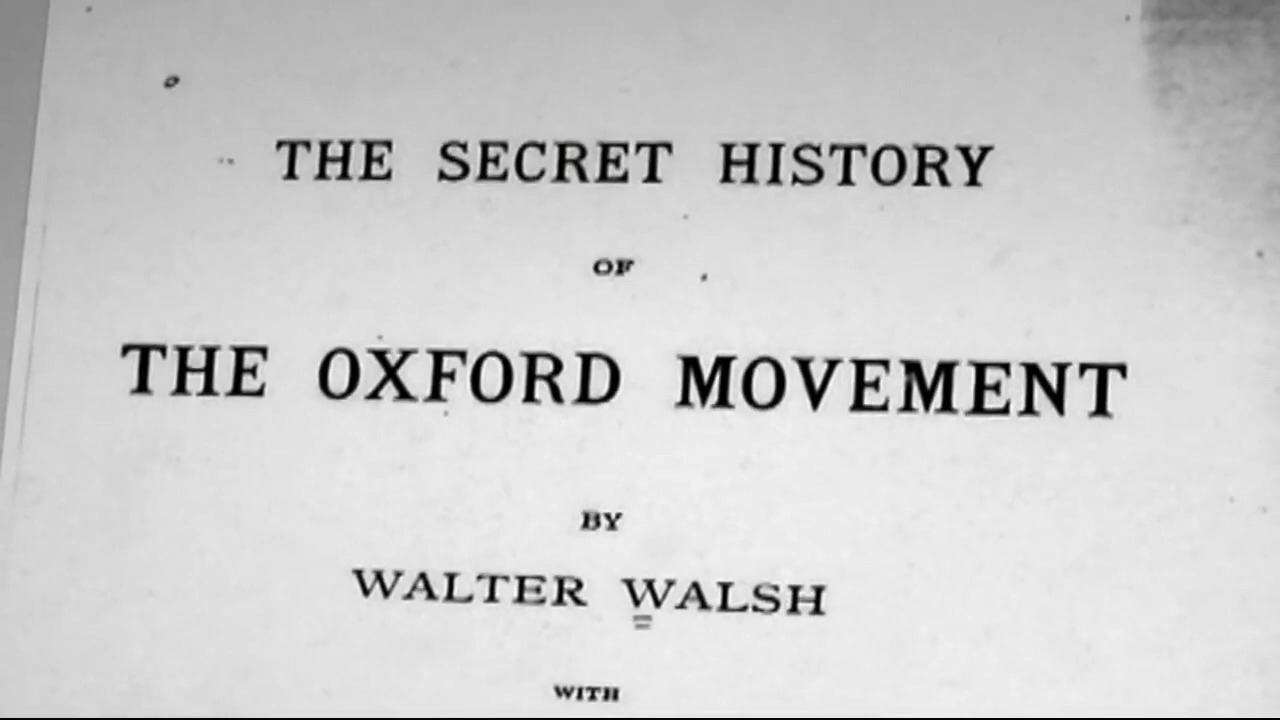 THE SECRET HISTORY
OF
THE OXFORD MOVEMENT
BY
WALTER WALSH
WITH